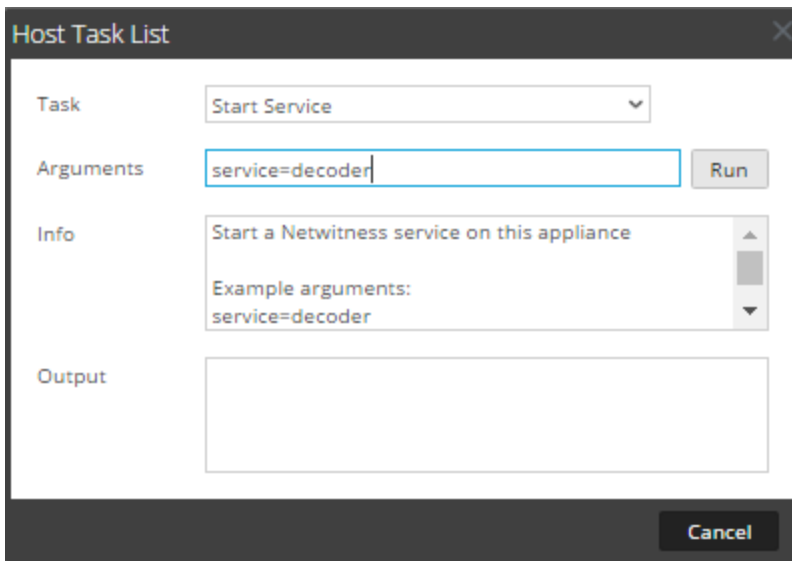 Host Task List
Task
Start Service
Arguments
service=decoder
Run
Info
Start a Netwitness service on this appliance
Example arguments:
service=decoder
Output
Cancel